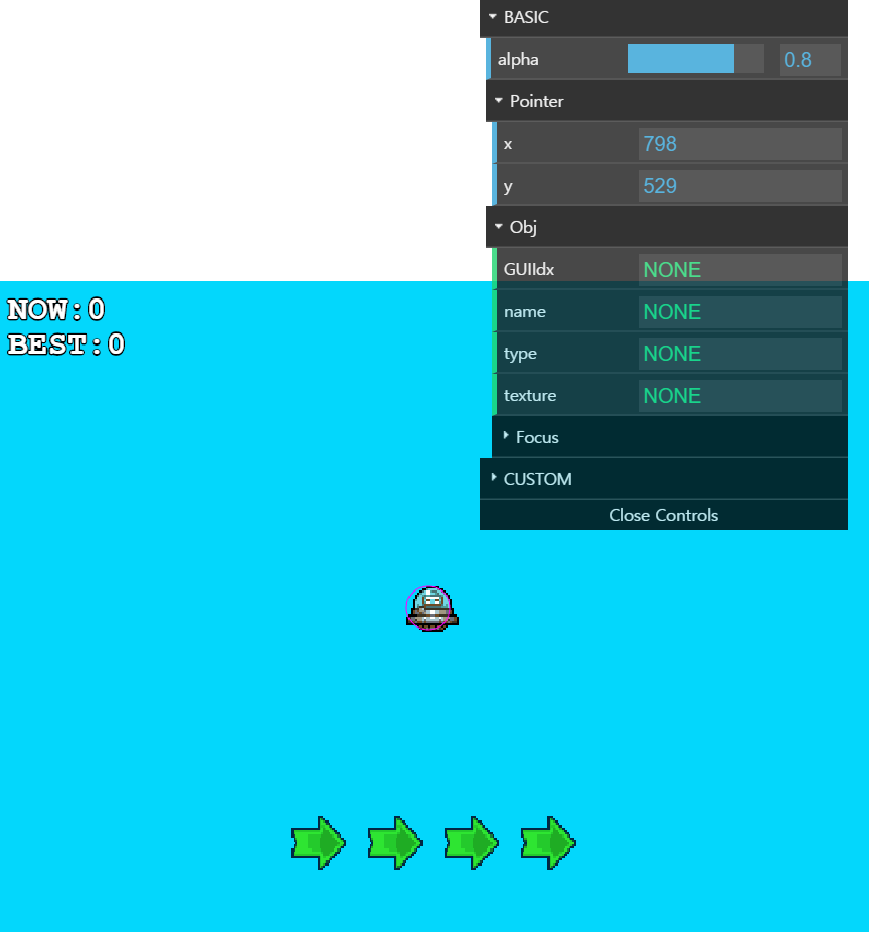 BASIC
alpha 0.8
Pointer
x 798
y 529
Obj
GUIIdx NONE
NOW:0
name NONE
BEST:0
type NONE
texture NONE
Focus
CUSTOM
Close Controls